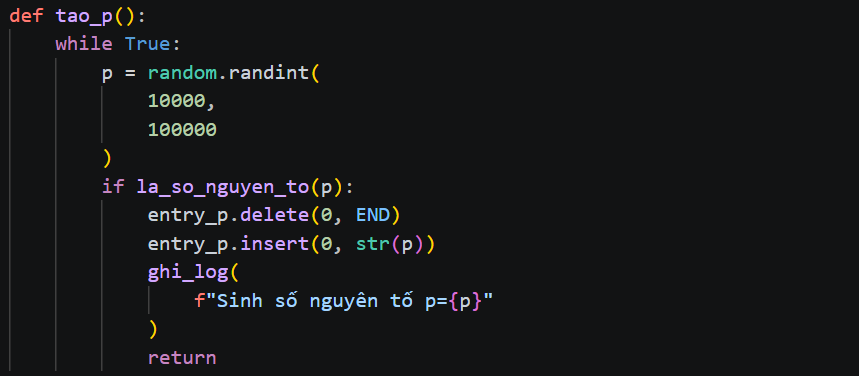 def tao_p():
    while True:
        p = random.randint(
            10000,
            100000
        )
        if la_so_nguyen_to(p):
            entry_p.delete(0, END)
            entry_p.insert(0, str(p))
            ghi_log(
                f"Sinh số nguyên tố p={p}"
            )
            return